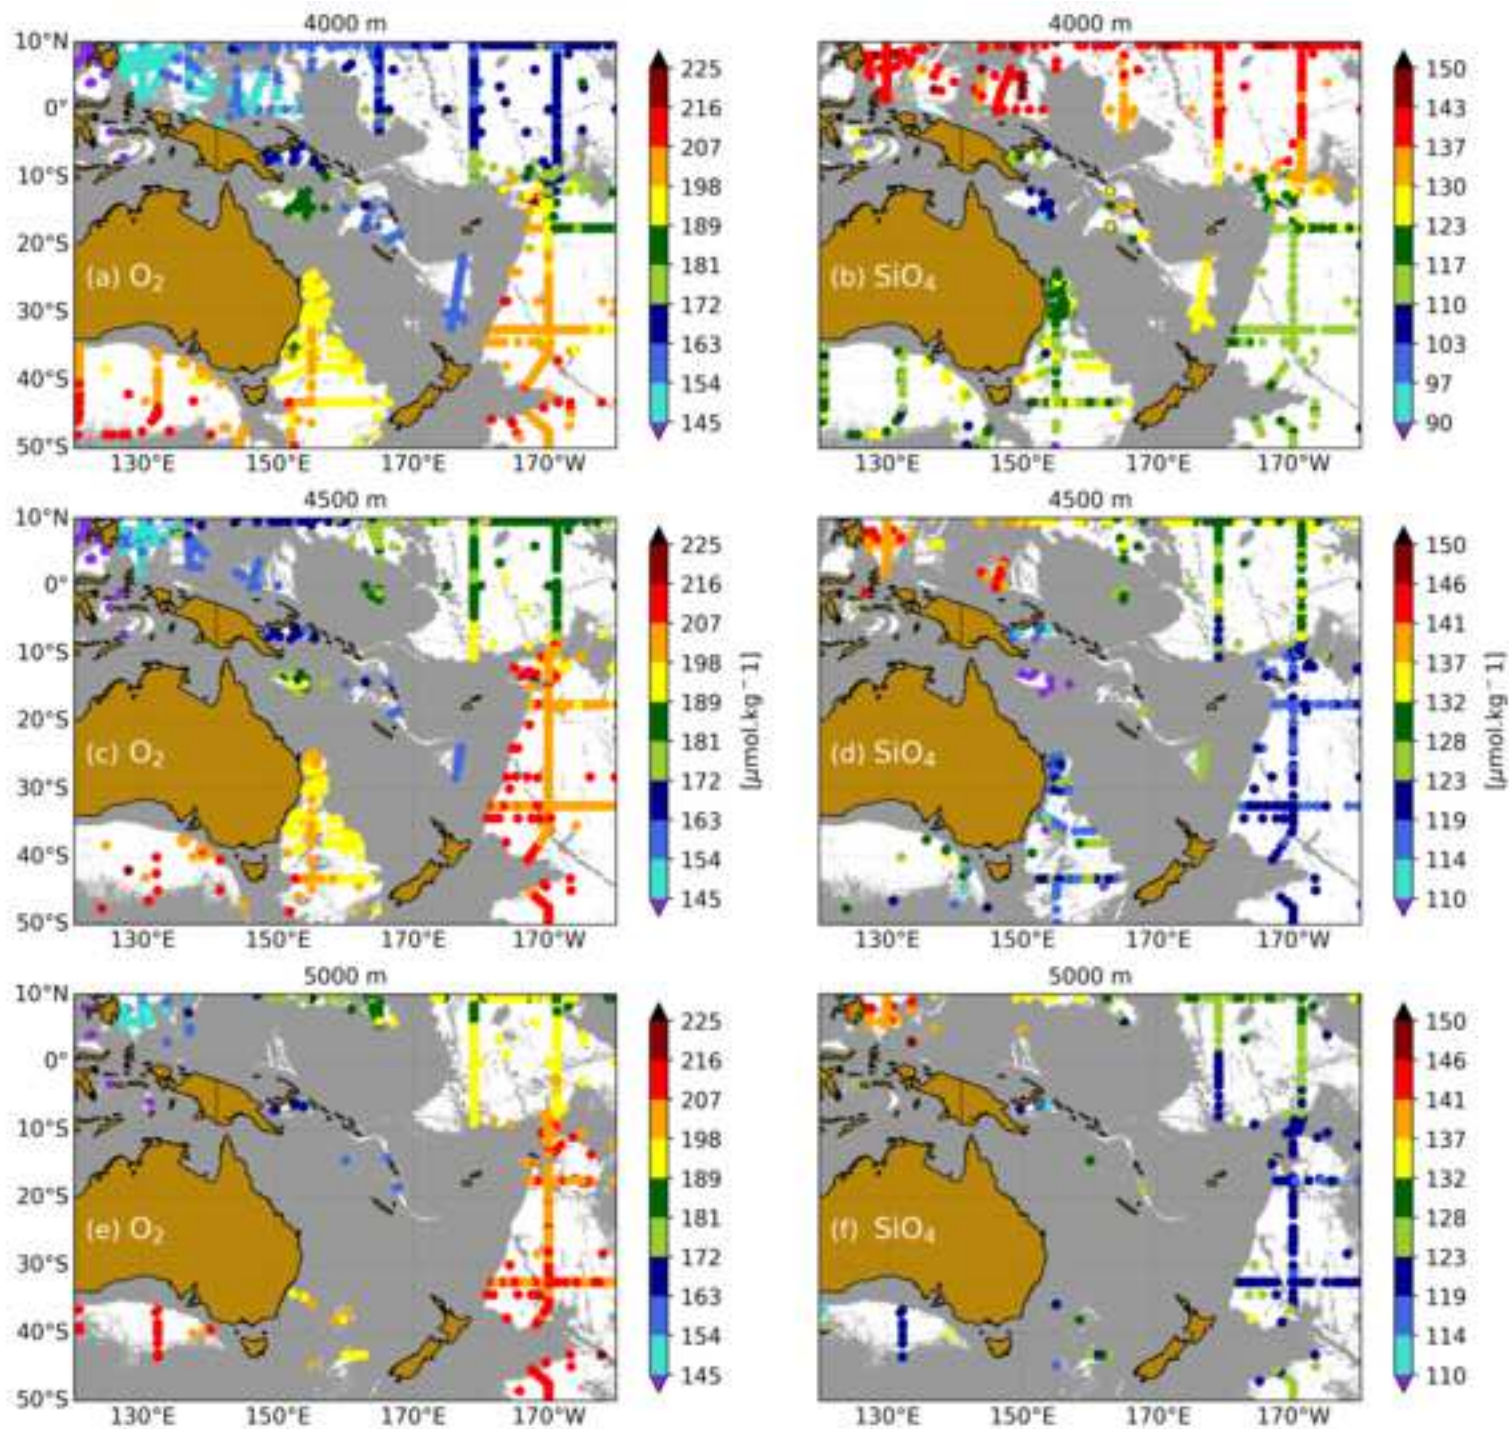 4000 m
10°N
0°
10°S
20°S
30°S
40°S
50°S
130°E 150°E 170°E 170°W
(a) O₂
225
216
207
198
189
181
172
163
154
145
4000 m
130°E 150°E 170°E 170°W
(b) SiO₄
150
143
137
130
123
117
110
103
97
90
4500 m
10°N
0°
10°S
20°S
30°S
40°S
50°S
130°E 150°E 170°E 170°W
(c) O₂
225
216
207
198
189
181
172
163
154
145
[μmol.kg⁻1]
4500 m
130°E 150°E 170°E 170°W
(d) SiO₄
150
146
141
137
132
128
123
119
114
110
[μmol.kg⁻1]
5000 m
10°N
0°
10°S
20°S
30°S
40°S
50°S
130°E 150°E 170°E 170°W
(e) O₂
225
216
207
198
189
181
172
163
154
145
5000 m
130°E 150°E 170°E 170°W
(f) SiO₄
150
146
141
137
132
128
123
119
114
110